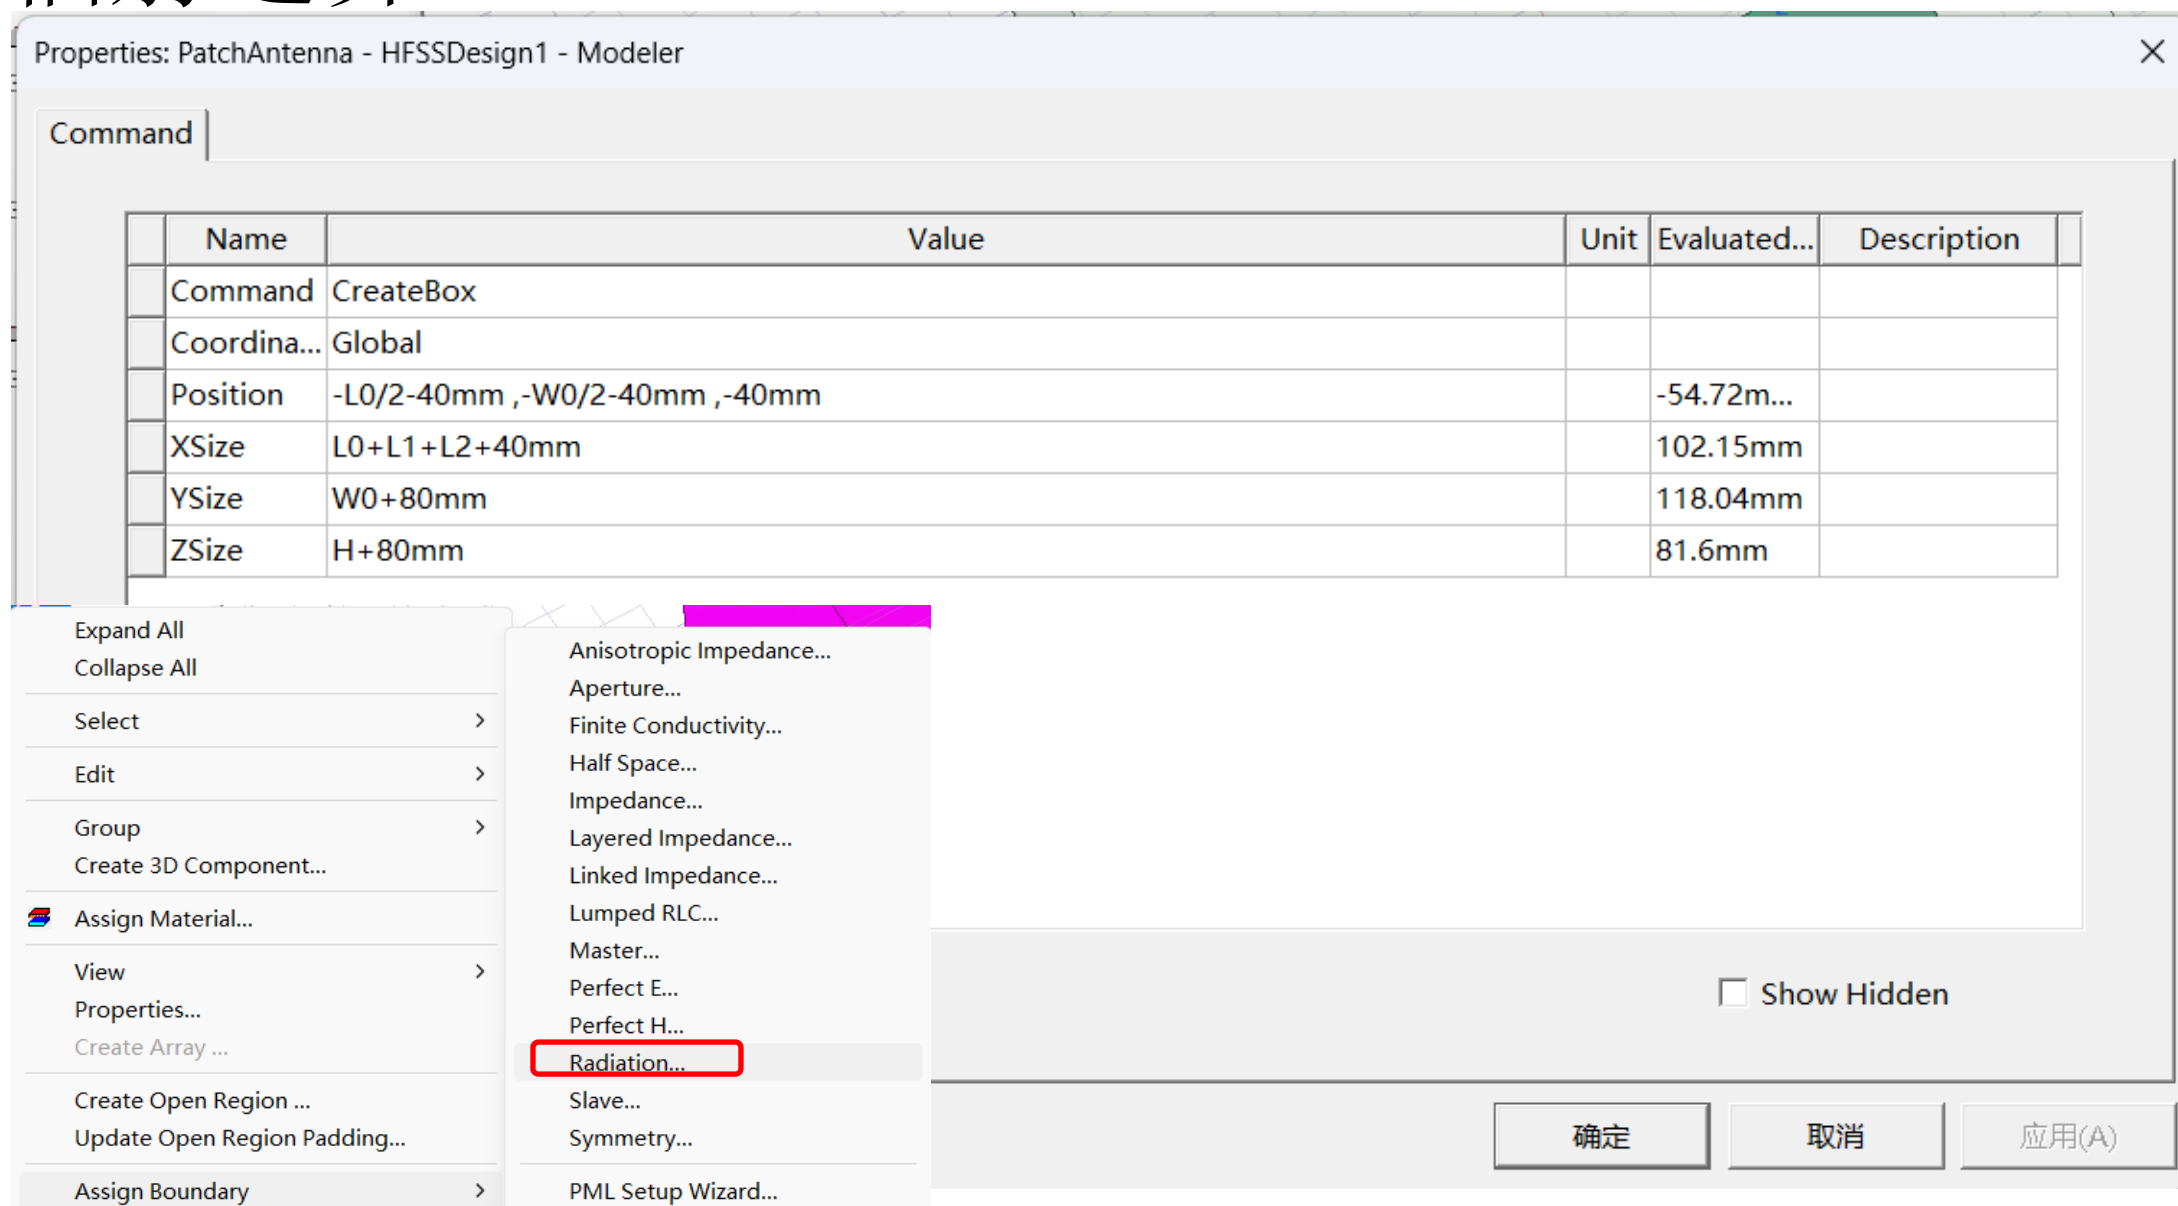 Properties: PatchAntenna - HFSSDesign1 - Modeler
Command
Name Value Unit Evaluated... Description
Command CreateBox
Coordina... Global
Position -L0/2-40mm ,-W0/2-40mm ,-40mm -54.72m...
XSize L0+L1+L2+40mm 102.15mm
YSize W0+80mm 118.04mm
ZSize H+80mm 81.6mm
Expand All
Collapse All
Select
Edit
Group
Create 3D Component...
Assign Material...
View
Properties...
Create Array ...
Create Open Region ...
Update Open Region Padding...
Assign Boundary
Anisotropic Impedance...
Aperture...
Finite Conductivity...
Half Space...
Impedance...
Layered Impedance...
Linked Impedance...
Lumped RLC...
Master...
Perfect E...
Perfect H...
Radiation...
Slave...
Symmetry...
PML Setup Wizard...
Show Hidden
确定 取消 应用(A)